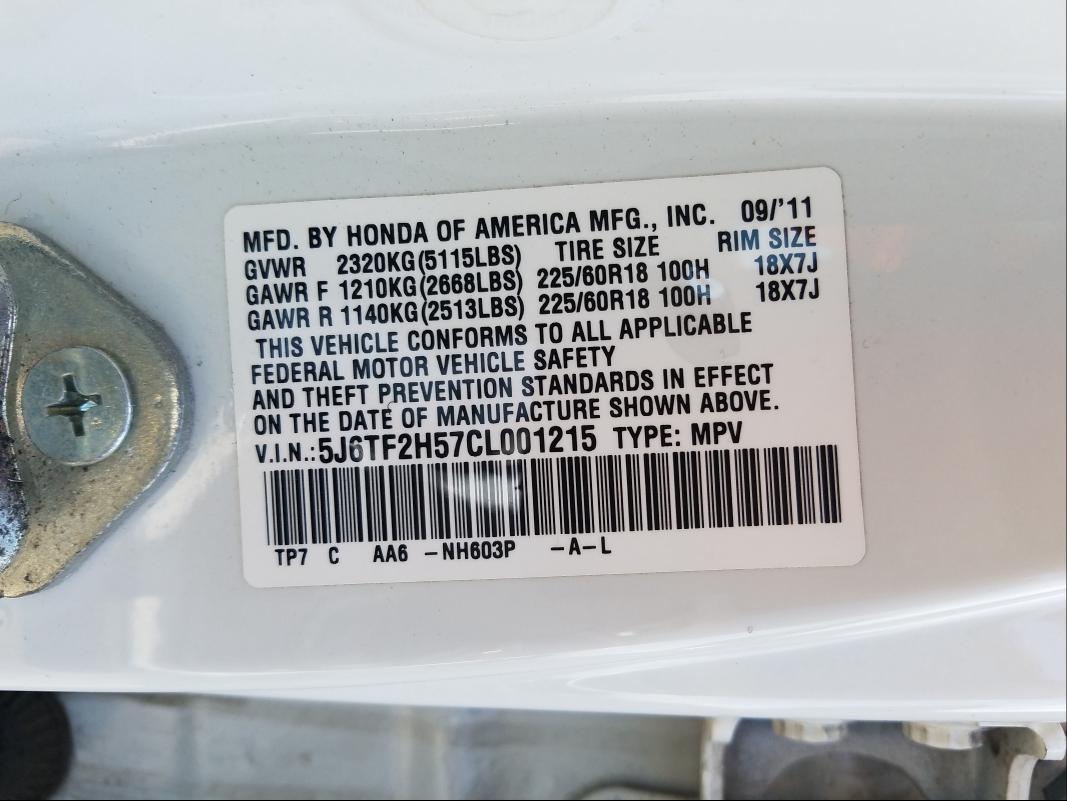 MFD. BY HONDA OF AMERICA MFG., INC. 09/'11
GVWR 2320KG(5115LBS) TIRE SIZE RIM SIZE
GAWR F 1210KG(2668LBS) 225/60R18 100H 18X7J
GAWR R 1140KG(2513LBS) 225/60R18 100H 18X7J
THIS VEHICLE CONFORMS TO ALL APPLICABLE
FEDERAL MOTOR VEHICLE SAFETY
AND THEFT PREVENTION STANDARDS IN EFFECT
ON THE DATE OF MANUFACTURE SHOWN ABOVE.
V.I.N.:5J6TF2H57CL001215 TYPE: MPV
TP7 C AA6 -NH603P -A-L